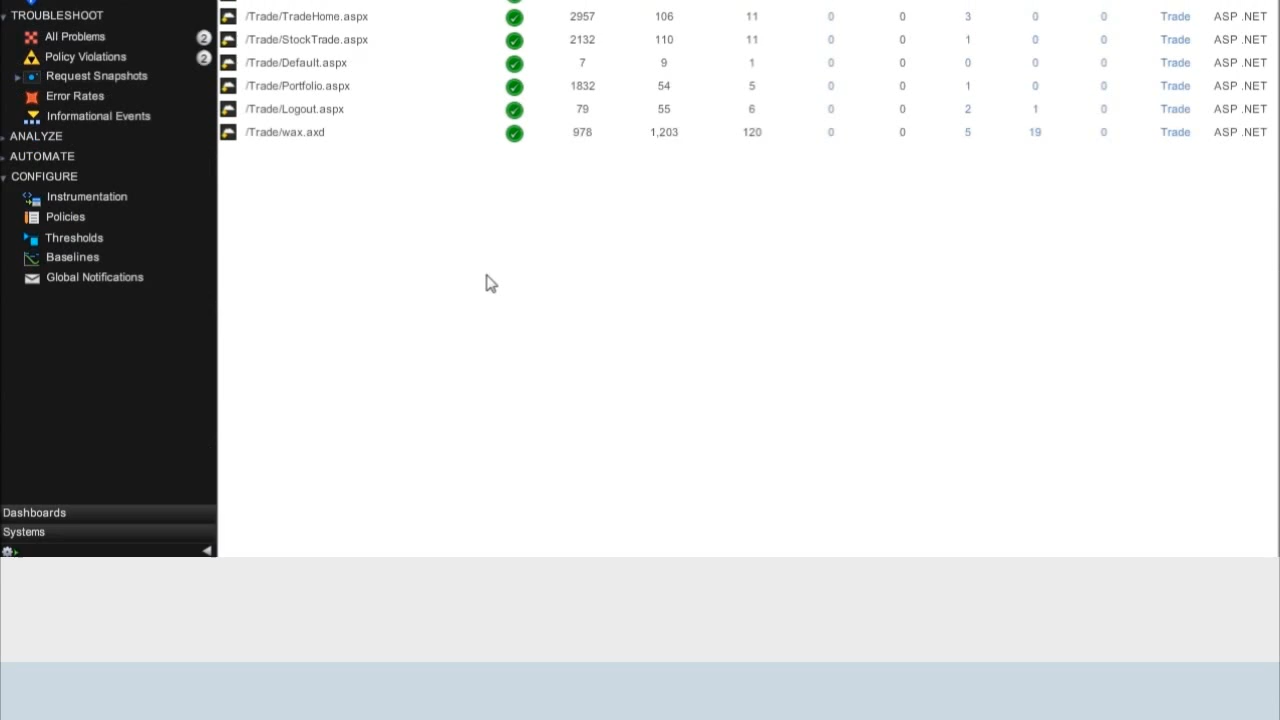 TROUBLESHOOT
All Problems 2
Policy Violations 2
Request Snapshots
Error Rates
Informational Events
ANALYZE
AUTOMATE
CONFIGURE
Instrumentation
Policies
Thresholds
Baselines
Global Notifications
Dashboards
Systems
/Trade/TradeHome.aspx 2957 106 11 0 0 3 0 0 Trade ASP .NET
/Trade/StockTrade.aspx 2132 110 11 0 0 1 0 0 Trade ASP .NET
/Trade/Default.aspx 7 9 1 0 0 0 0 0 Trade ASP .NET
/Trade/Portfolio.aspx 1832 54 5 0 0 1 0 0 Trade ASP .NET
/Trade/Logout.aspx 79 55 6 0 0 2 1 0 Trade ASP .NET
/Trade/wax.axd 978 1,203 120 0 0 5 19 0 Trade ASP .NET